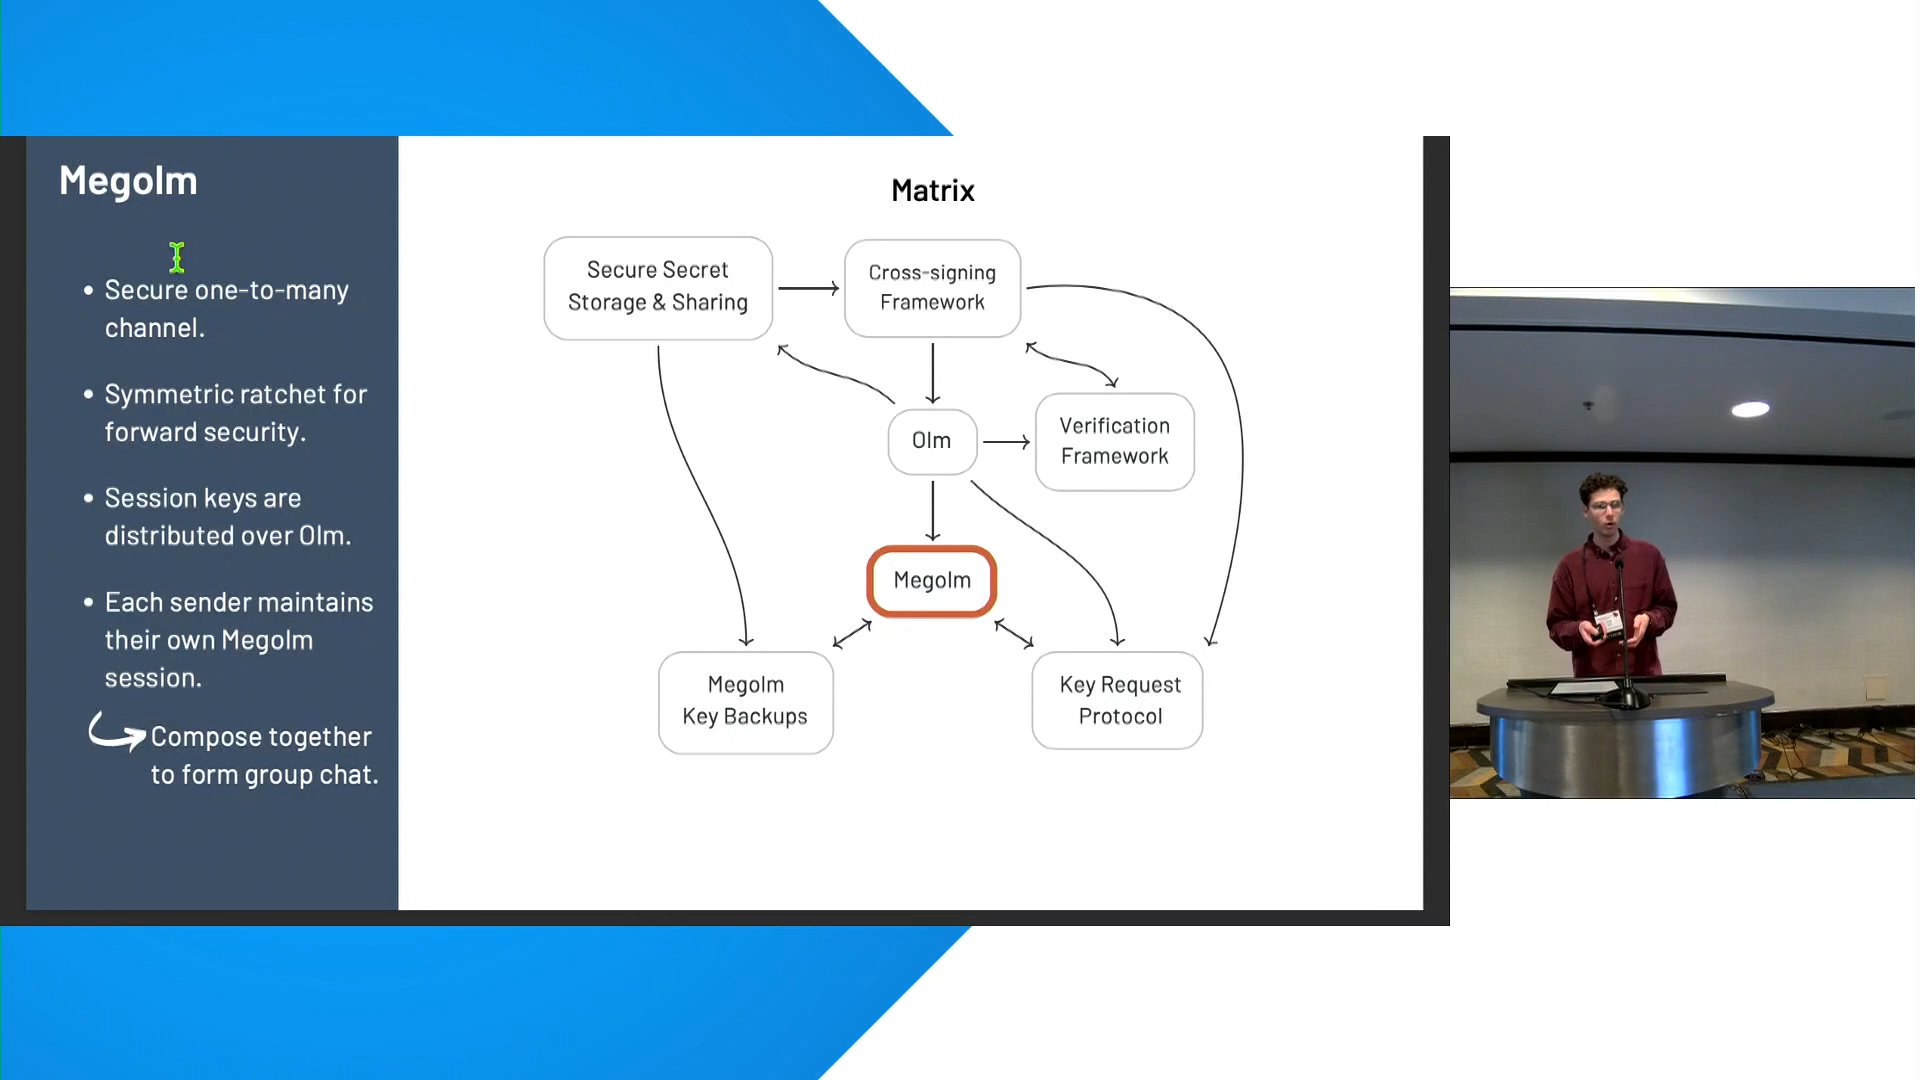 Megolm
• Secure one-to-many
channel.
• Symmetric ratchet for
forward security.
• Session keys are
distributed over Olm.
• Each sender maintains
their own Megolm
session.
Compose together
to form group chat.
Matrix
Secure Secret
Storage & Sharing
Cross-signing
Framework
Olm
Verification
Framework
Megolm
Megolm
Key Backups
Key Request
Protocol